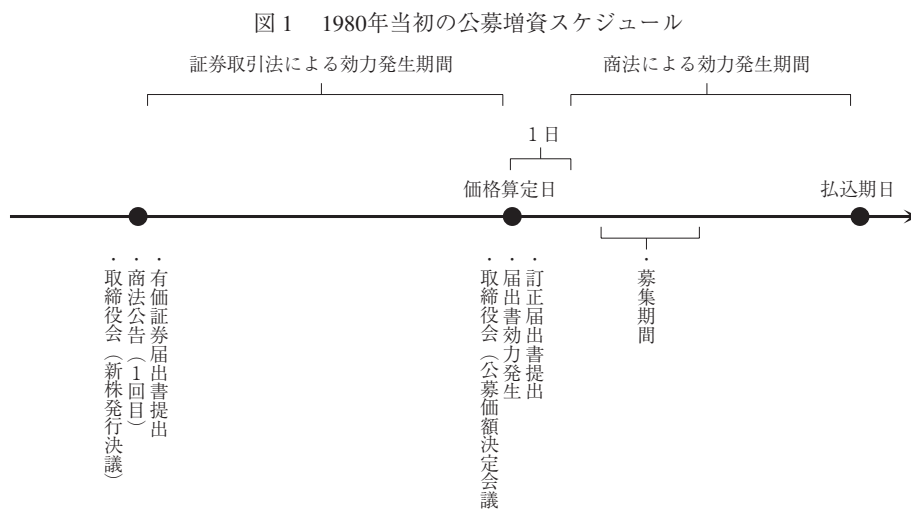 図1　1980年当初の公募増資スケジュール
証券取引法による効力発生期間
商法による効力発生期間
1日
価格算定日
払込期日
・有価証券届出書提出
・商法公告（1回目）
・取締役会（新株発行決議）
・訂正届出書提出
・届出書効力発生
・取締役会（公募価額決定会議
・募集期間